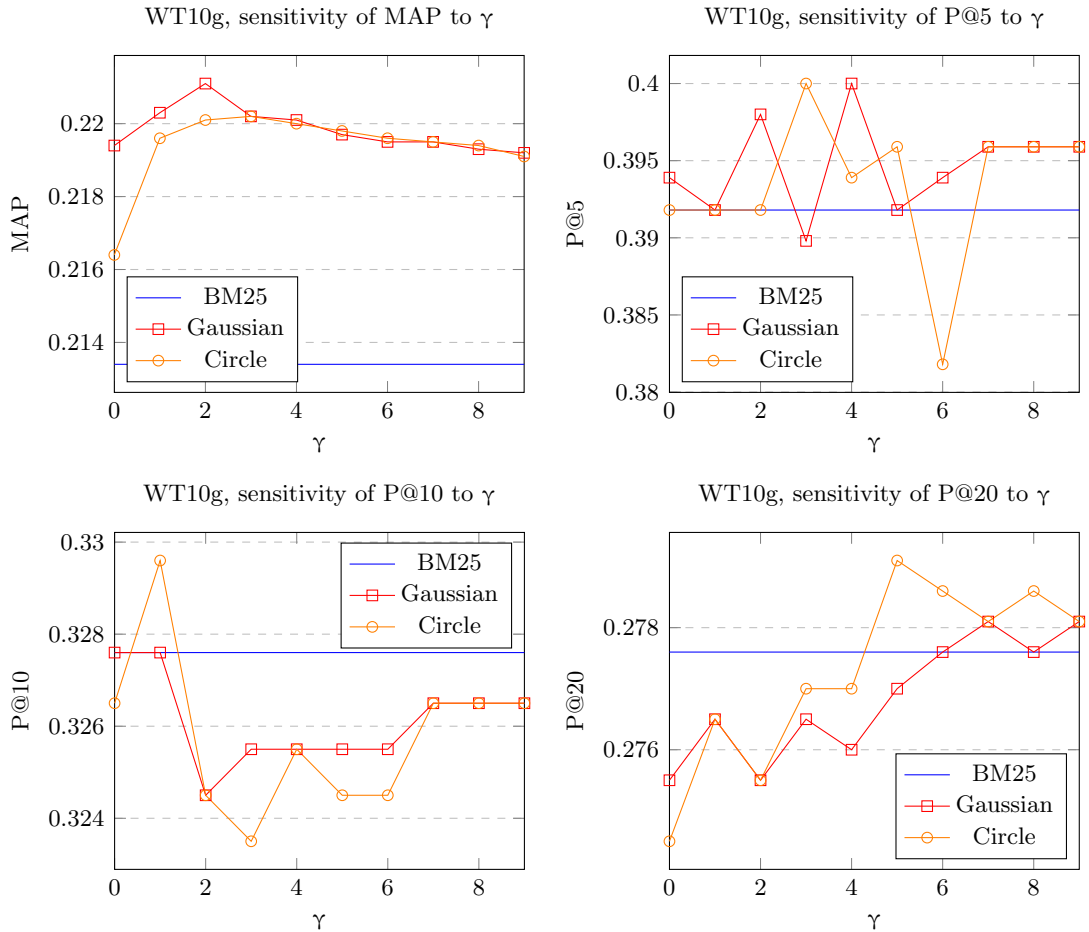 WT10g, sensitivity of MAP to γ
0.22
0.218
0.216
0.214
MAP
BM25
Gaussian
Circle
0 2 4 6 8
γ
WT10g, sensitivity of P@5 to γ
0.4
0.395
0.39
0.385
0.38
P@5
BM25
Gaussian
Circle
0 2 4 6 8
γ
WT10g, sensitivity of P@10 to γ
0.33
0.328
0.326
0.324
P@10
BM25
Gaussian
Circle
0 2 4 6 8
γ
WT10g, sensitivity of P@20 to γ
0.278
0.276
P@20
BM25
Gaussian
Circle
0 2 4 6 8
γ